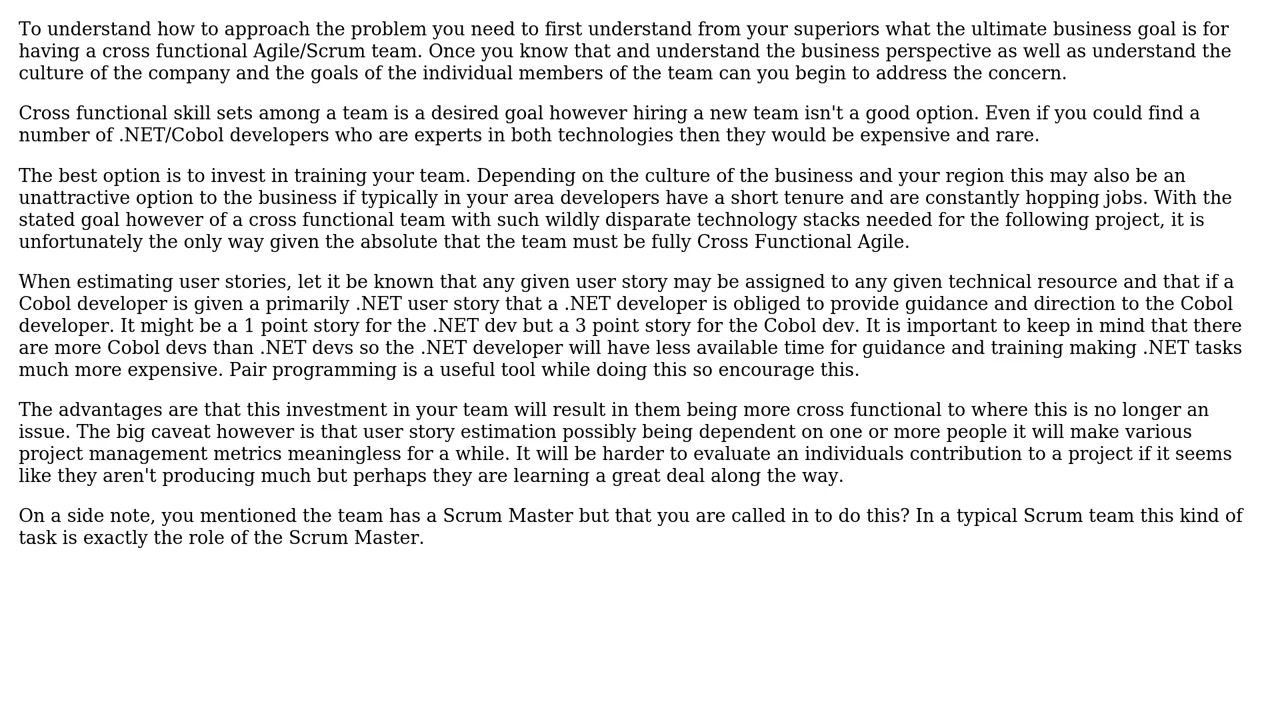 To understand how to approach the problem you need to first understand from your superiors what the ultimate business goal is for
having a cross functional Agile/Scrum team. Once you know that and understand the business perspective as well as understand the
culture of the company and the goals of the individual members of the team can you begin to address the concern.
Cross functional skill sets among a team is a desired goal however hiring a new team isn't a good option. Even if you could find a
number of .NET/Cobol developers who are experts in both technologies then they would be expensive and rare.
The best option is to invest in training your team. Depending on the culture of the business and your region this may also be an
unattractive option to the business if typically in your area developers have a short tenure and are constantly hopping jobs. With the
stated goal however of a cross functional team with such wildly disparate technology stacks needed for the following project, it is
unfortunately the only way given the absolute that the team must be fully Cross Functional Agile.
When estimating user stories, let it be known that any given user story may be assigned to any given technical resource and that if a
Cobol developer is given a primarily .NET user story that a .NET developer is obliged to provide guidance and direction to the Cobol
developer. It might be a 1 point story for the .NET dev but a 3 point story for the Cobol dev. It is important to keep in mind that there
are more Cobol devs than .NET devs so the .NET developer will have less available time for guidance and training making .NET tasks
much more expensive. Pair programming is a useful tool while doing this so encourage this.
The advantages are that this investment in your team will result in them being more cross functional to where this is no longer an
issue. The big caveat however is that user story estimation possibly being dependent on one or more people it will make various
project management metrics meaningless for a while. It will be harder to evaluate an individuals contribution to a project if it seems
like they aren't producing much but perhaps they are learning a great deal along the way.
On a side note, you mentioned the team has a Scrum Master but that you are called in to do this? In a typical Scrum team this kind of
task is exactly the role of the Scrum Master.